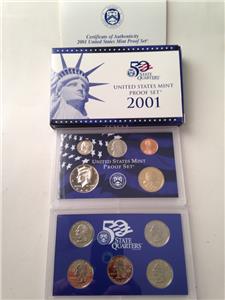 Certificate of Authenticity
2001 United States Mint Proof Set™
50
STATE
QUARTERS®
UNITED STATES MINT
PROOF SET®
2001
UNITED STATES MINT
PROOF SET®
50
STATE
QUARTERS